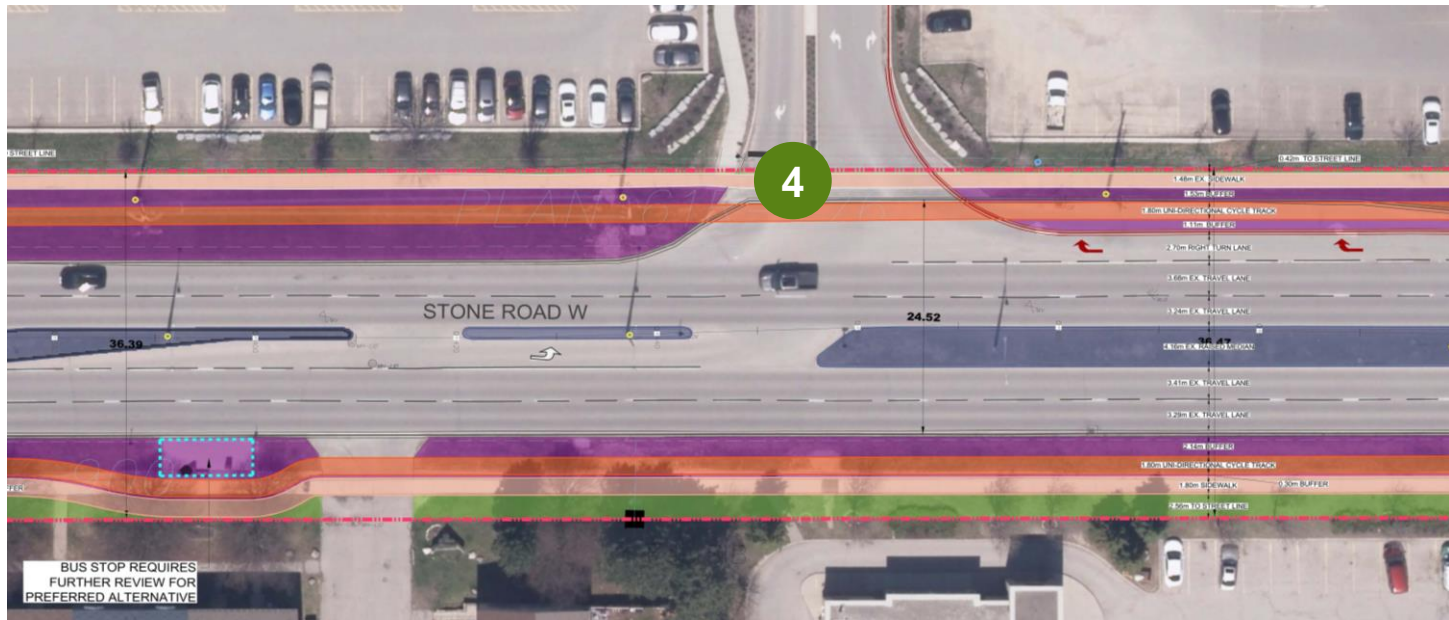 4
STREET LINE
0.42m TO STREET LINE
1.48m EX. SIDEWALK
1.53m BUFFER
1.80m UNI-DIRECTIONAL CYCLE TRACK
1.11m BUFFER
2.70m RIGHT TURN LANE
3.68m EX. TRAVEL LANE
3.24m EX. TRAVEL LANE
STONE ROAD W
24.52
36.39
36.47
4.16m EX. RAISED MEDIAN
3.41m EX. TRAVEL LANE
3.29m EX. TRAVEL LANE
2.14m BUFFER
1.80m UNI-DIRECTIONAL CYCLE TRACK
1.80m SIDEWALK
0.30m BUFFER
2.56m TO STREET LINE
BUS STOP REQUIRES
FURTHER REVIEW FOR
PREFERRED ALTERNATIVE